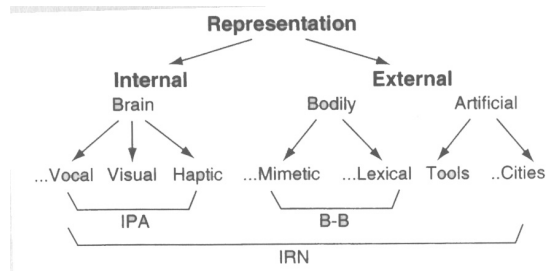 Representation
Internal External
Brain Bodily Artificial
...Vocal Visual Haptic ...Mimetic ...Lexical Tools ..Cities
IPA B-B
IRN